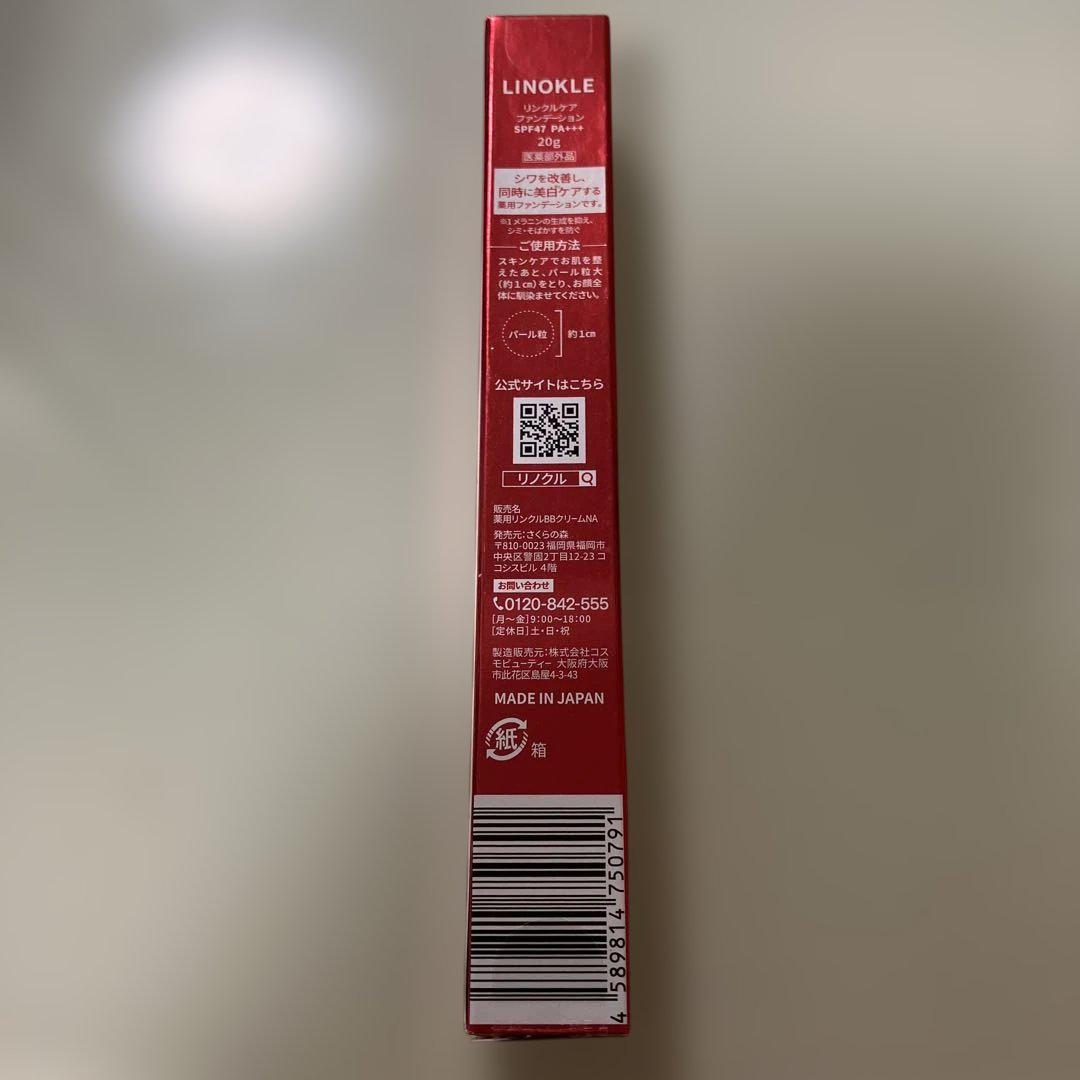 LINOKLE
リンクルケア
ファンデーション
SPF47 PA+++
20g
医薬部外品
シワを改善し、
同時に美白ケアする
薬用ファンデーションです。
※1メラニンの生成を抑え、
シミ・そばかすを防ぐ
ご使用方法
スキンケアでお肌を整
えたあと、パール粒大
(約1㎝)をとり、お顔全
体に馴染ませてください。
パール粒
約1㎝
公式サイトはこちら
リノクル
販売名
薬用リンクルBBクリームNA
発売元：さくらの森
〒810-0023 福岡県福岡市
中央区警固2丁目12-23 コ
コシスビル 4階
お問い合わせ
0120-842-555
[月〜金]9:00〜18:00
[定休日]土・日・祝
製造販売元：株式会社コス
モビューティー 大阪府大阪
市此花区島屋4-3-43
MADE IN JAPAN
紙
箱
4 589814 750791